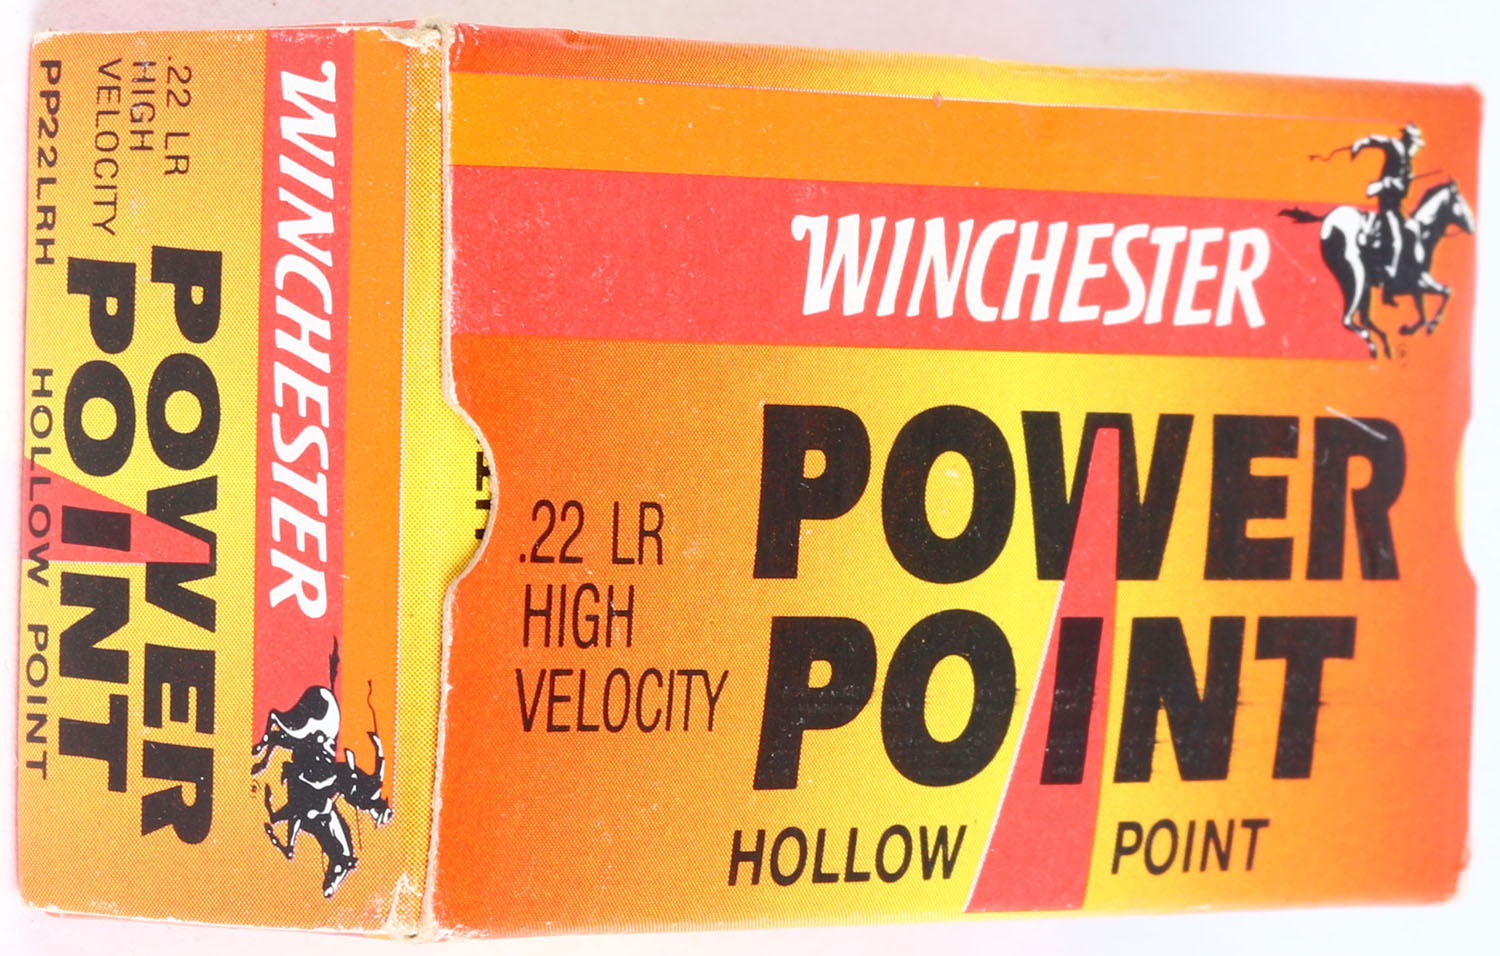 WINCHESTER
POWER
POINT
HOLLOW POINT
.22 LR
HIGH
VELOCITY
WINCHESTER
POWER
POINT
HOLLOW POINT
.22 LR
HIGH
VELOCITY
PP22LRH